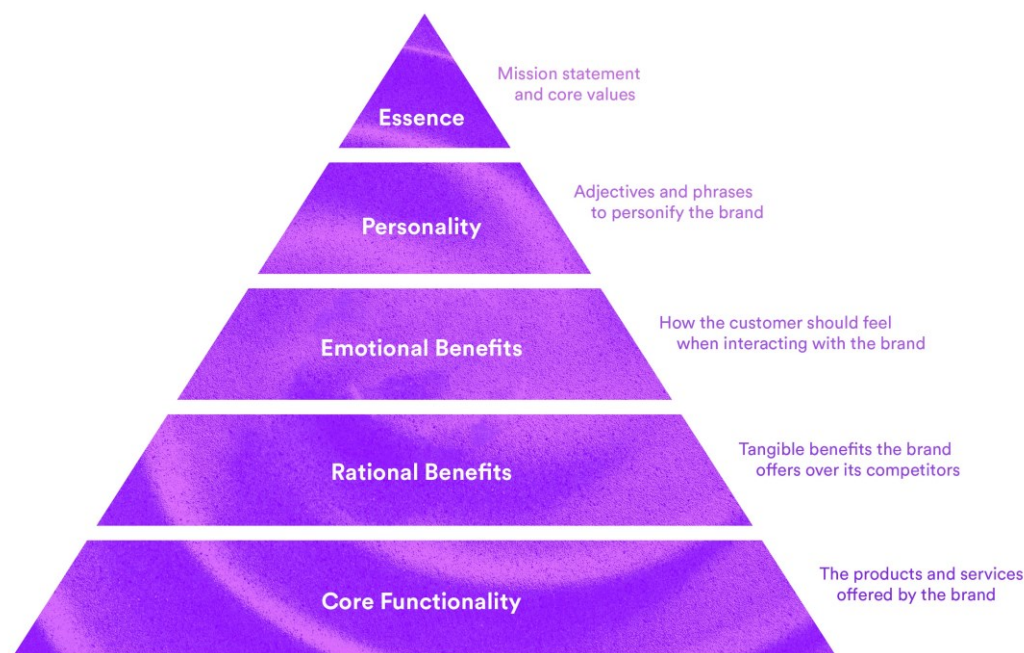 Mission statement
and core values
Essence
Adjectives and phrases
to personify the brand
Personality
How the customer should feel
when interacting with the brand
Emotional Benefits
Tangible benefits the brand
offers over its competitors
Rational Benefits
The products and services
offered by the brand
Core Functionality